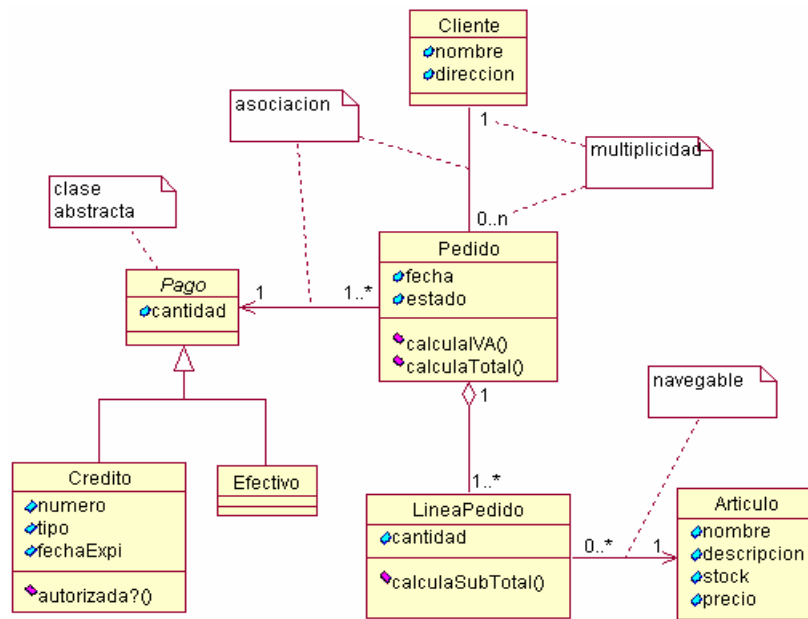 Cliente
nombre
direccion
asociacion
1
multiplicidad
clase
abstracta
0..n
Pedido
fecha
estado
calculaIVA()
calculaTotal()
Pago
cantidad
1
1..*
1
navegable
Credito
numero
tipo
fechaExpi
autorizada?()
Efectivo
1..*
LineaPedido
cantidad
calculaSubTotal()
0..*
1
Articulo
nombre
descripcion
stock
precio